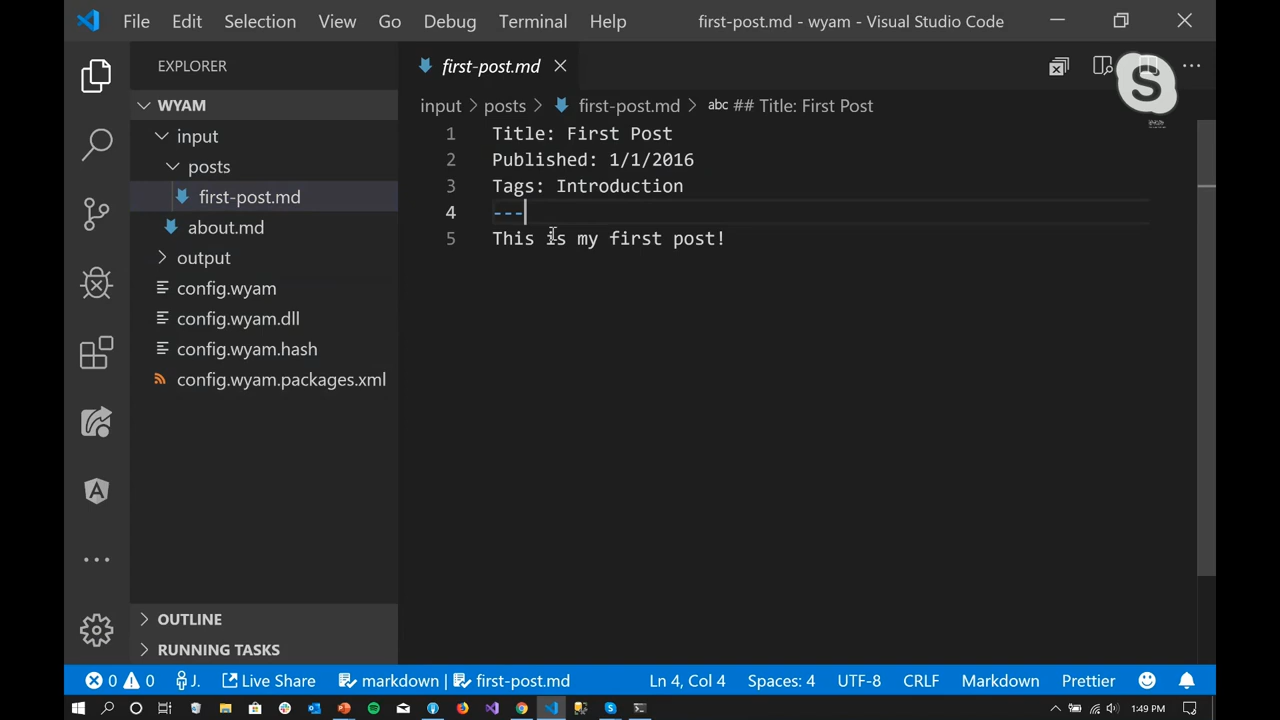 File Edit Selection View Go Debug Terminal Help first-post.md - wyam - Visual Studio Code
EXPLORER
first-post.md
S
WYAM
input
posts
first-post.md
about.md
output
config.wyam
config.wyam.dll
config.wyam.hash
config.wyam.packages.xml
OUTLINE
RUNNING TASKS
input > posts > first-post.md > abc ## Title: First Post
1 Title: First Post
2 Published: 1/1/2016
3 Tags: Introduction
4 ---
5 This is my first post!
0 0 J. Live Share markdown | first-post.md Ln 4, Col 4 Spaces: 4 UTF-8 CRLF Markdown Prettier
1:49 PM